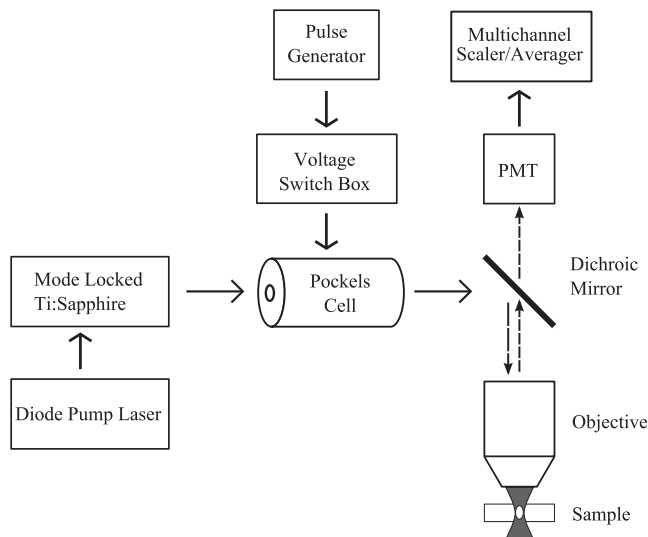 Pulse
Generator
Multichannel
Scaler/Averager
Voltage
Switch Box
PMT
Mode Locked
Ti:Sapphire
Pockels
Cell
Dichroic
Mirror
Diode Pump Laser
Objective
Sample